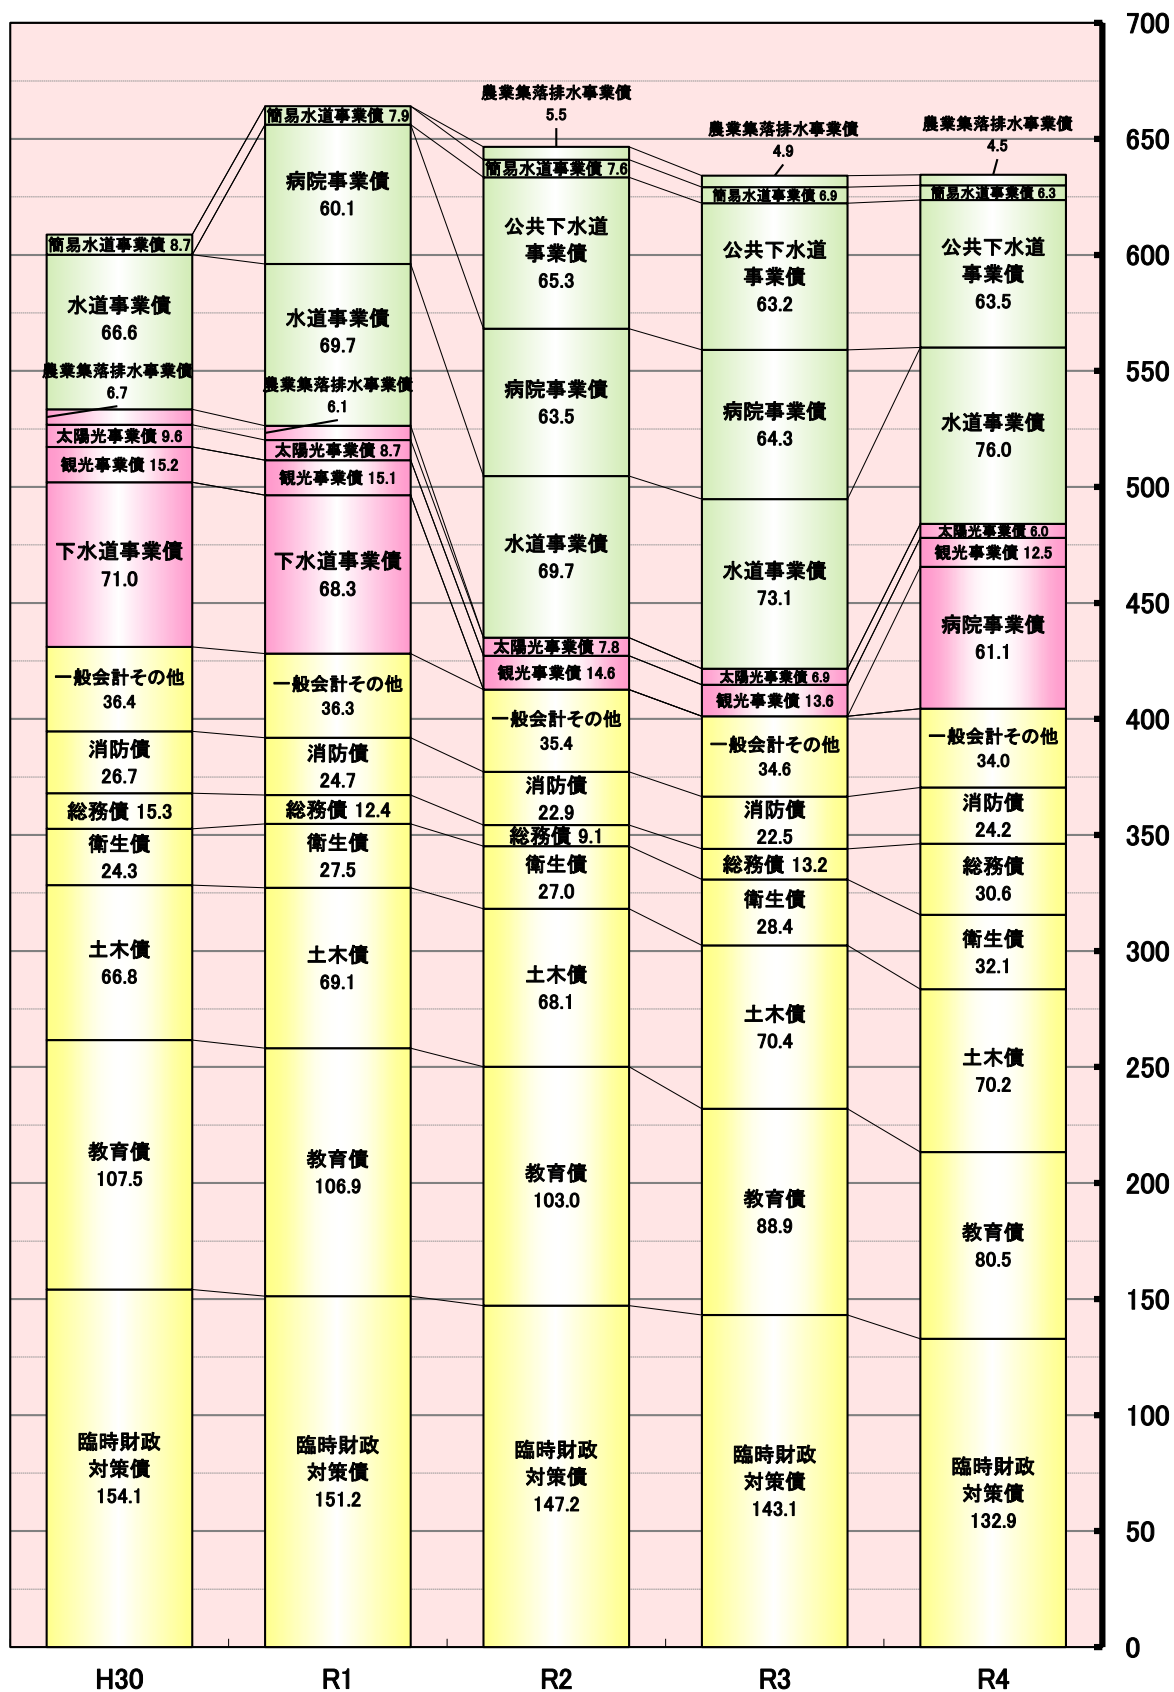 700
650
600
550
500
450
400
350
300
250
200
150
100
50
0
簡易水道事業債 8.7
水道事業債
66.6
農業集落排水事業債
6.7
太陽光事業債 9.6
観光事業債 15.2
下水道事業債
71.0
一般会計その他
36.4
消防債
26.7
総務債 15.3
衛生債
24.3
土木債
66.8
教育債
107.5
臨時財政
対策債
154.1
H30
簡易水道事業債 7.9
病院事業債
60.1
水道事業債
69.7
農業集落排水事業債
6.1
太陽光事業債 8.7
観光事業債 15.1
下水道事業債
68.3
一般会計その他
36.3
消防債
24.7
総務債 12.4
衛生債
27.5
土木債
69.1
教育債
106.9
臨時財政
対策債
151.2
R1
農業集落排水事業債
5.5
簡易水道事業債 7.6
公共下水道
事業債
65.3
病院事業債
63.5
水道事業債
69.7
太陽光事業債 7.8
観光事業債 14.6
一般会計その他
35.4
消防債
22.9
総務債 9.1
衛生債
27.0
土木債
68.1
教育債
103.0
臨時財政
対策債
147.2
R2
農業集落排水事業債
4.9
簡易水道事業債 6.9
公共下水道
事業債
63.2
病院事業債
64.3
水道事業債
73.1
太陽光事業債 6.9
観光事業債 13.6
一般会計その他
34.6
消防債
22.5
総務債 13.2
衛生債
28.4
土木債
70.4
教育債
88.9
臨時財政
対策債
143.1
R3
農業集落排水事業債
4.5
簡易水道事業債 6.3
公共下水道
事業債
63.5
水道事業債
76.0
太陽光事業債 6.0
観光事業債 12.5
病院事業債
61.1
一般会計その他
34.0
消防債
24.2
総務債
30.6
衛生債
32.1
土木債
70.2
教育債
80.5
臨時財政
対策債
132.9
R4